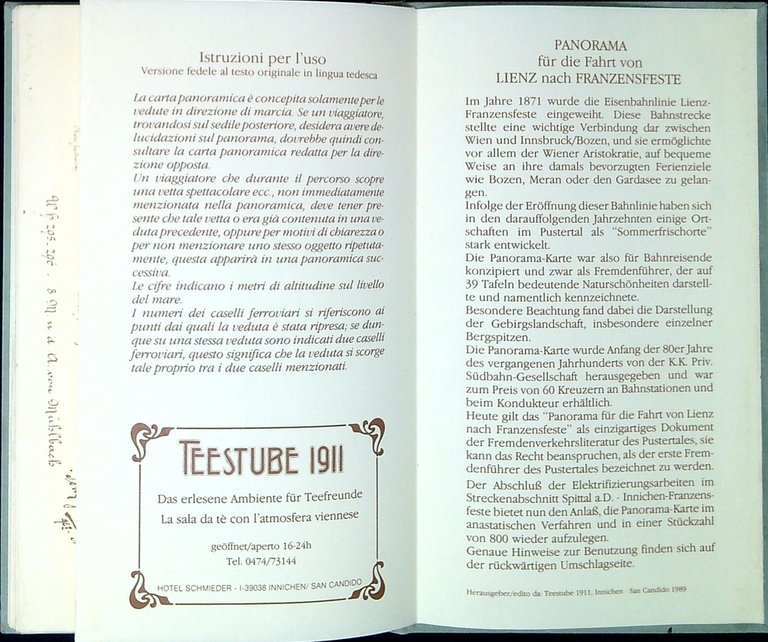 Istruzioni per l'uso
Versione fedele al testo originale in lingua tedesca
La carta panoramica è concepita solamente per le
vedute in direzione di marcia. Se un viaggiatore,
trovandosi sul sedile posteriore, desidera avere de-
lucidazioni sul panorama, dovrebbe quindi con-
sultare la carta panoramica redatta per la dire-
zione opposta.
Un viaggiatore che durante il percorso scopre
una vetta spettacolare ecc., non immediatamente
menzionata nella panoramica, deve tener pre-
sente che tale vetta o era già contenuta in una ve-
duta precedente, oppure per motivi di chiarezza o
per non menzionare uno stesso oggetto ripetuta-
mente, questa apparirà in una panoramica suc-
cessiva.
Le cifre indicano i metri di altitudine sul livello
del mare.
I numeri dei caselli ferroviari si riferiscono ai
punti dai quali la veduta è stata ripresa; se dun-
que su una stessa veduta sono indicati due caselli
ferroviari, questo significa che la veduta si scorge
tale proprio tra i due caselli menzionati.
TEESTUBE 1911
Das erlesene Ambiente für Teefreunde
La sala da tè con l'atmosfera viennese
geöffnet/aperto 16-24h
Tel. 0474/73144
HOTEL SCHMIEDER - I-39038 INNICHEN/ SAN CANDIDO
PANORAMA
für die Fahrt von
LIENZ nach FRANZENSFESTE
Im Jahre 1871 wurde die Eisenbahnlinie Lienz-
Franzensfeste eingeweiht. Diese Bahnstrecke
stellte eine wichtige Verbindung dar zwischen
Wien und Innsbruck/Bozen, und sie ermöglichte
vor allem der Wiener Aristokratie, auf bequeme
Weise an ihre damals bevorzugten Ferienziele
wie Bozen, Meran oder den Gardasee zu gelan-
gen.
Infolge der Eröffnung dieser Bahnlinie haben sich
in den darauffolgenden Jahrzehnten einige Ort-
schaften im Pustertal als "Sommerfrischorte"
stark entwickelt.
Die Panorama-Karte war also für Bahnreisende
konzipiert und zwar als Fremdenführer, der auf
39 Tafeln bedeutende Naturschönheiten darstell-
te und namentlich kennzeichnete.
Besondere Beachtung fand dabei die Darstellung
der Gebirgslandschaft, insbesondere einzelner
Bergspitzen.
Die Panorama-Karte wurde Anfang der 80er Jahre
des vergangenen Jahrhunderts von der K.K. Priv.
Südbahn-Gesellschaft herausgegeben und war
zum Preis von 60 Kreuzern an Bahnstationen und
beim Kondukteur erhältlich.
Heute gilt das "Panorama für die Fahrt von Lienz
nach Franzensfeste" als einzigartiges Dokument
der Fremdenverkehrsliteratur des Pustertales, sie
kann das Recht beanspruchen, als der erste Frem-
denführer des Pustertales bezeichnet zu werden.
Der Abschluß der Elektrifizierungsarbeiten im
Streckenabschnitt Spittal a.D. - Innichen-Franzens-
feste bietet nun den Anlaß, die Panorama-Karte im
anastatischen Verfahren und in einer Stückzahl
von 800 wieder aufzulegen.
Genaue Hinweise zur Benutzung finden sich auf
der rückwärtigen Umschlagseite.
Herausgeber/edito da: Teestube 1911, Innichen - San Candido 1989